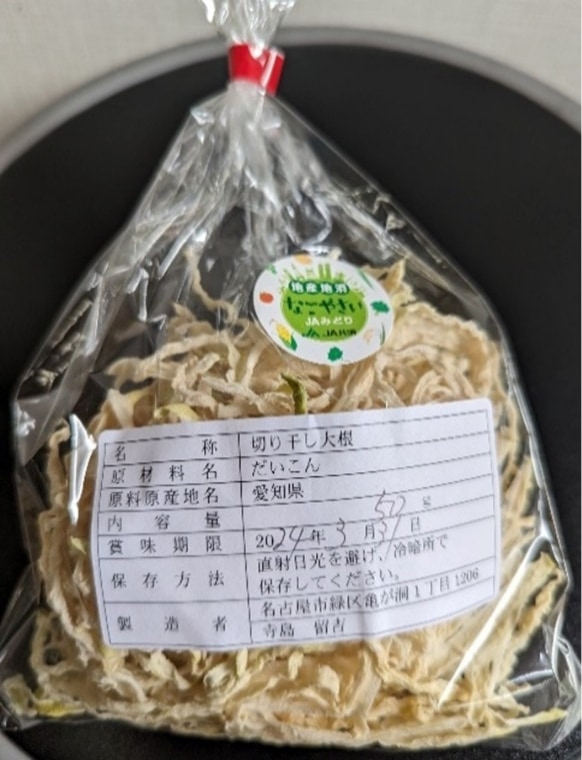 地産地消
なごやさい
JAみどり
名称 切り干し大根
原材料名 だいこん
原料原産地名 愛知県
内容量 50 g
賞味期限 2024年3月31日
保存方法 直射日光を避け、冷暗所で
保存してください。
製造者 名古屋市緑区亀が洞1丁目1206
寺島 留吉